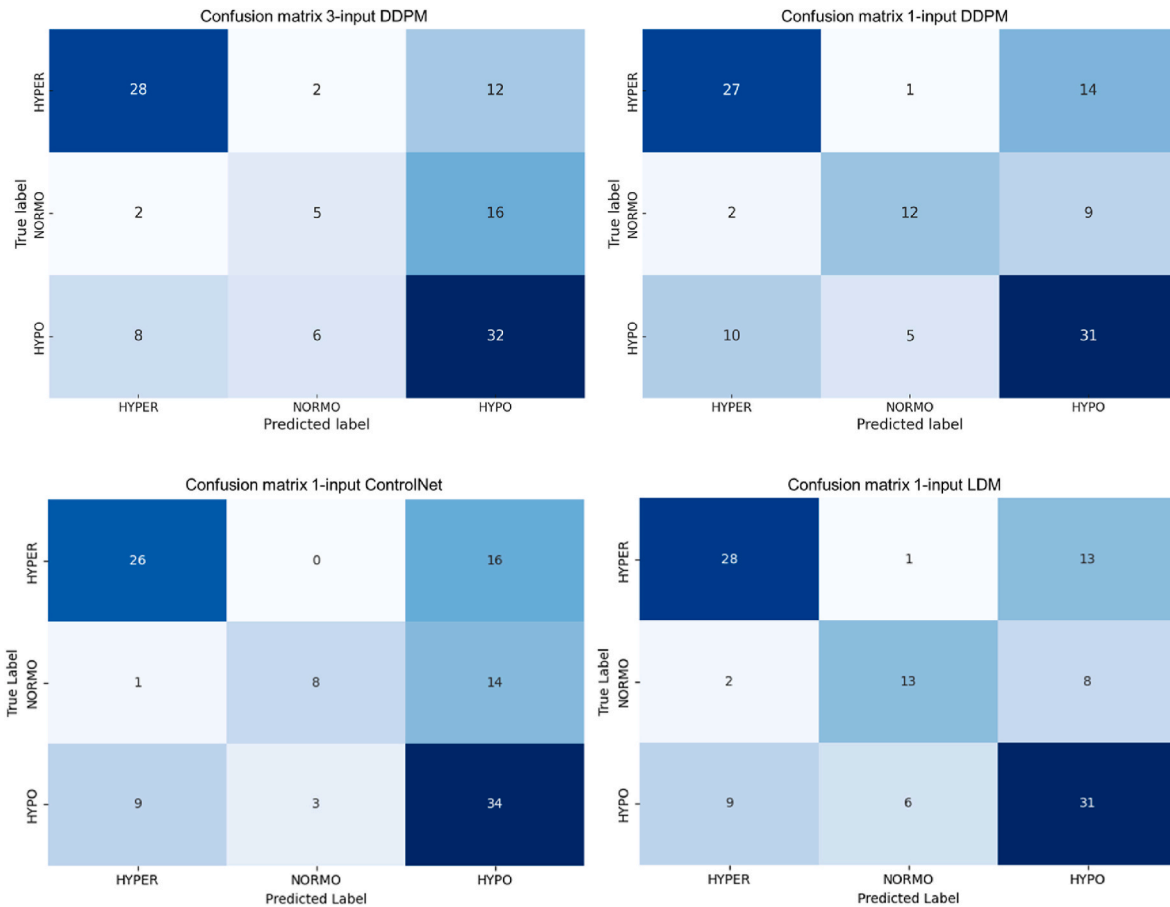 Confusion matrix 3-input DDPM
True label
HYPER
28
2
12
NORMO
2
5
16
HYPO
8
6
32
HYPER
NORMO
HYPO
Predicted label
Confusion matrix 1-input DDPM
True label
HYPER
27
1
14
NORMO
2
12
9
HYPO
10
5
31
HYPER
NORMO
HYPO
Predicted label
Confusion matrix 1-input ControlNet
True Label
HYPER
26
0
16
NORMO
1
8
14
HYPO
9
3
34
HYPER
NORMO
HYPO
Predicted Label
Confusion matrix 1-input LDM
True Label
HYPER
28
1
13
NORMO
2
13
8
HYPO
9
6
31
HYPER
NORMO
HYPO
Predicted Label